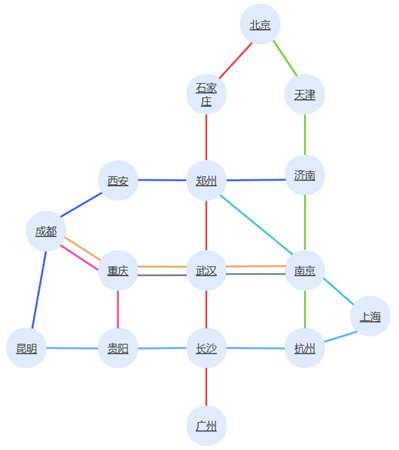 北京
石家
庄
天津
西安
郑州
济南
成都
重庆
武汉
南京
上海
昆明
贵阳
长沙
杭州
广州